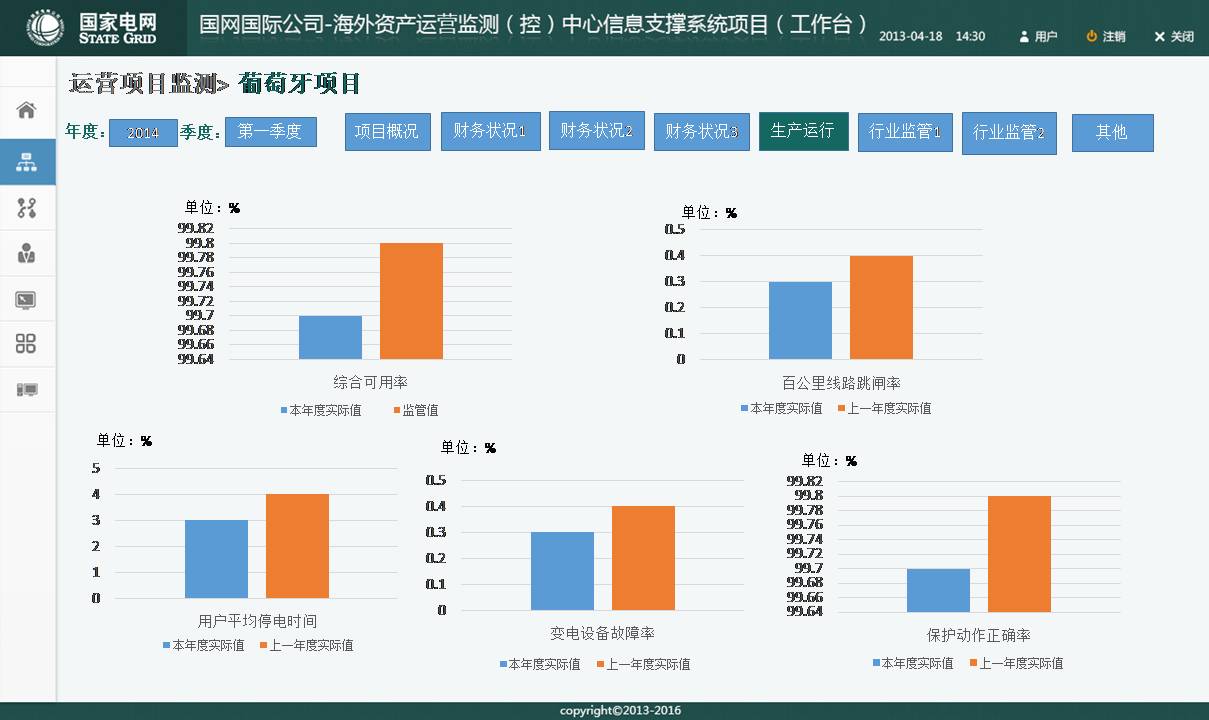 国家电网
STATE GRID
国网国际公司-海外资产运营监测（控）中心信息支撑系统项目（工作台）
2013-04-18 14:30 用户 注销 关闭
运营项目监测> 葡萄牙项目
年度： 2014 季度： 第一季度 项目概况 财务状况1 财务状况2 财务状况3 生产运行 行业监管1 行业监管2 其他
单位：%
99.82
99.8
99.78
99.76
99.74
99.72
99.7
99.68
99.66
99.64
综合可用率
本年度实际值 监管值
单位：%
0.5
0.4
0.3
0.2
0.1
0
百公里线路跳闸率
本年度实际值 上一年度实际值
单位：%
5
4
3
2
1
0
用户平均停电时间
本年度实际值 上一年度实际值
单位：%
0.5
0.4
0.3
0.2
0.1
0
变电设备故障率
本年度实际值 上一年度实际值
单位：%
99.82
99.8
99.78
99.76
99.74
99.72
99.7
99.68
99.66
99.64
保护动作正确率
本年度实际值 上一年度实际值
copyright©2013-2016